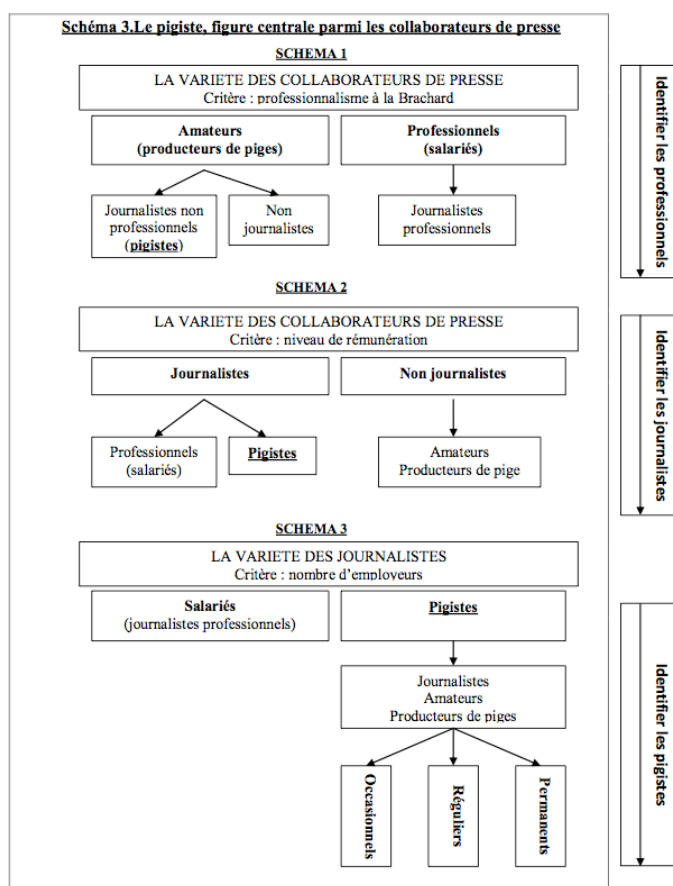 Schéma 3.Le pigiste, figure centrale parmi les collaborateurs de presse
SCHEMA 1
LA VARIETE DES COLLABORATEURS DE PRESSE
Critère : professionnalisme à la Brachard
Amateurs
(producteurs de piges)
Professionnels
(salariés)
Journalistes non
professionnels
(pigistes)
Non
journalistes
Journalistes
professionnels
Identifier les professionnels
SCHEMA 2
LA VARIETE DES COLLABORATEURS DE PRESSE
Critère : niveau de rémunération
Journalistes
Non journalistes
Professionnels
(salariés)
Pigistes
Amateurs
Producteurs de pige
Identifier les journalistes
SCHEMA 3
LA VARIETE DES JOURNALISTES
Critère : nombre d'employeurs
Salariés
(journalistes professionnels)
Pigistes
Journalistes
Amateurs
Producteurs de piges
Occasionnels
Réguliers
Permanents
Identifier les pigistes